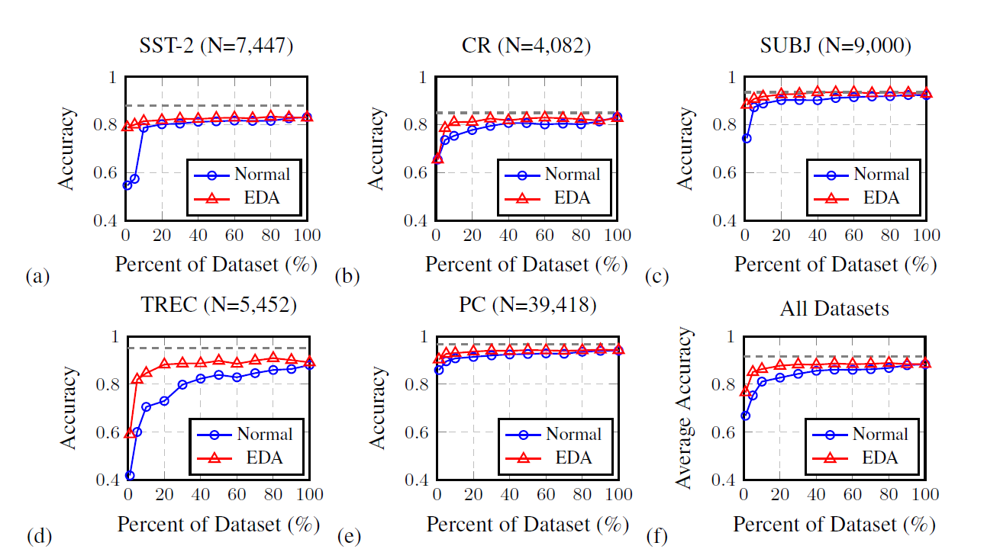 SST-2 (N=7,447)
1
0.8
0.6
0.4
Accuracy
Normal
EDA
0 20 40 60 80 100
Percent of Dataset (%)
(a)
CR (N=4,082)
1
0.8
0.6
0.4
Accuracy
Normal
EDA
0 20 40 60 80 100
Percent of Dataset (%)
(b)
SUBJ (N=9,000)
1
0.8
0.6
0.4
Accuracy
Normal
EDA
0 20 40 60 80 100
Percent of Dataset (%)
(c)
TREC (N=5,452)
1
0.8
0.6
0.4
Accuracy
Normal
EDA
0 20 40 60 80 100
Percent of Dataset (%)
(d)
PC (N=39,418)
1
0.8
0.6
0.4
Accuracy
Normal
EDA
0 20 40 60 80 100
Percent of Dataset (%)
(e)
All Datasets
1
0.8
0.6
0.4
Average Accuracy
Normal
EDA
0 20 40 60 80 100
Percent of Dataset (%)
(f)